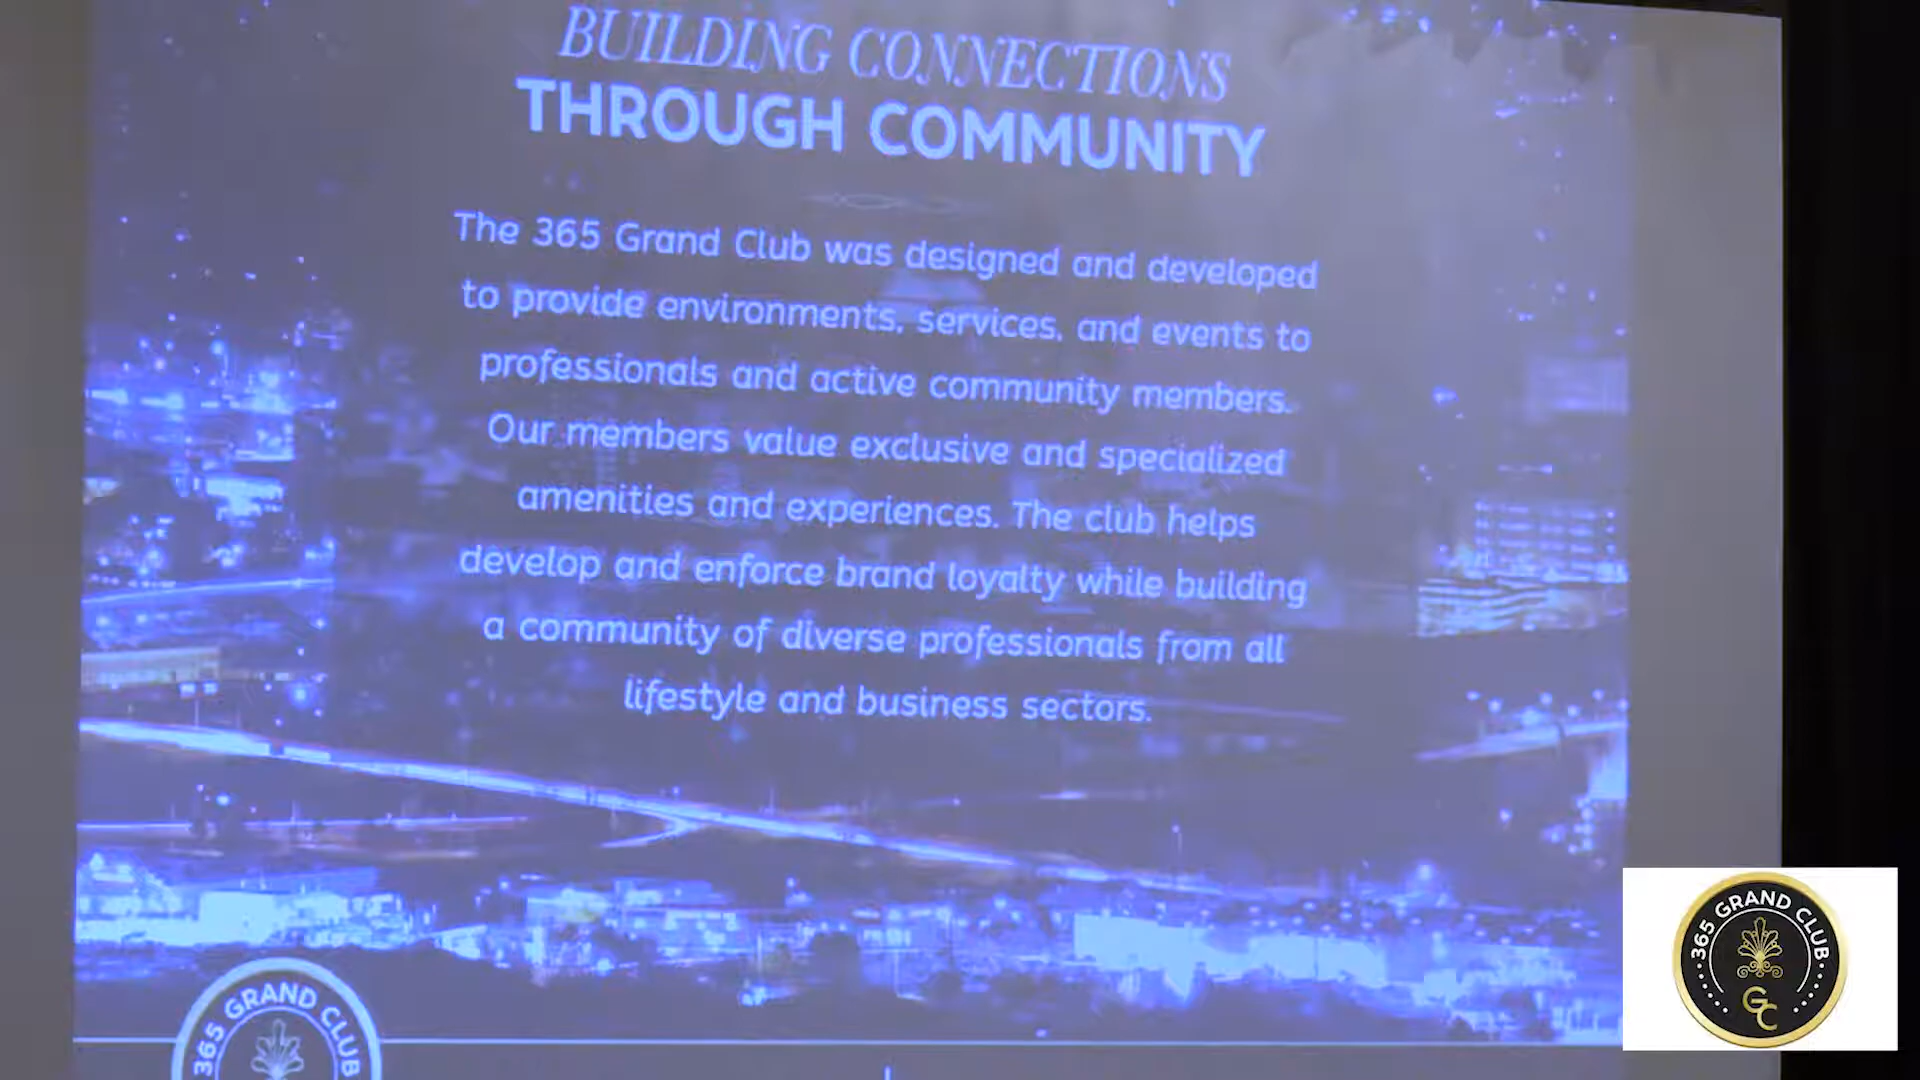 BUILDING CONNECTIONS
THROUGH COMMUNITY
The 365 Grand Club was designed and developed
to provide environments, services, and events to
professionals and active community members.
Our members value exclusive and specialized
amenities and experiences. The club helps
develop and enforce brand loyalty while building
a community of diverse professionals from all
lifestyle and business sectors.
365 GRAND CLUB
365 GRAND CLUB
GC